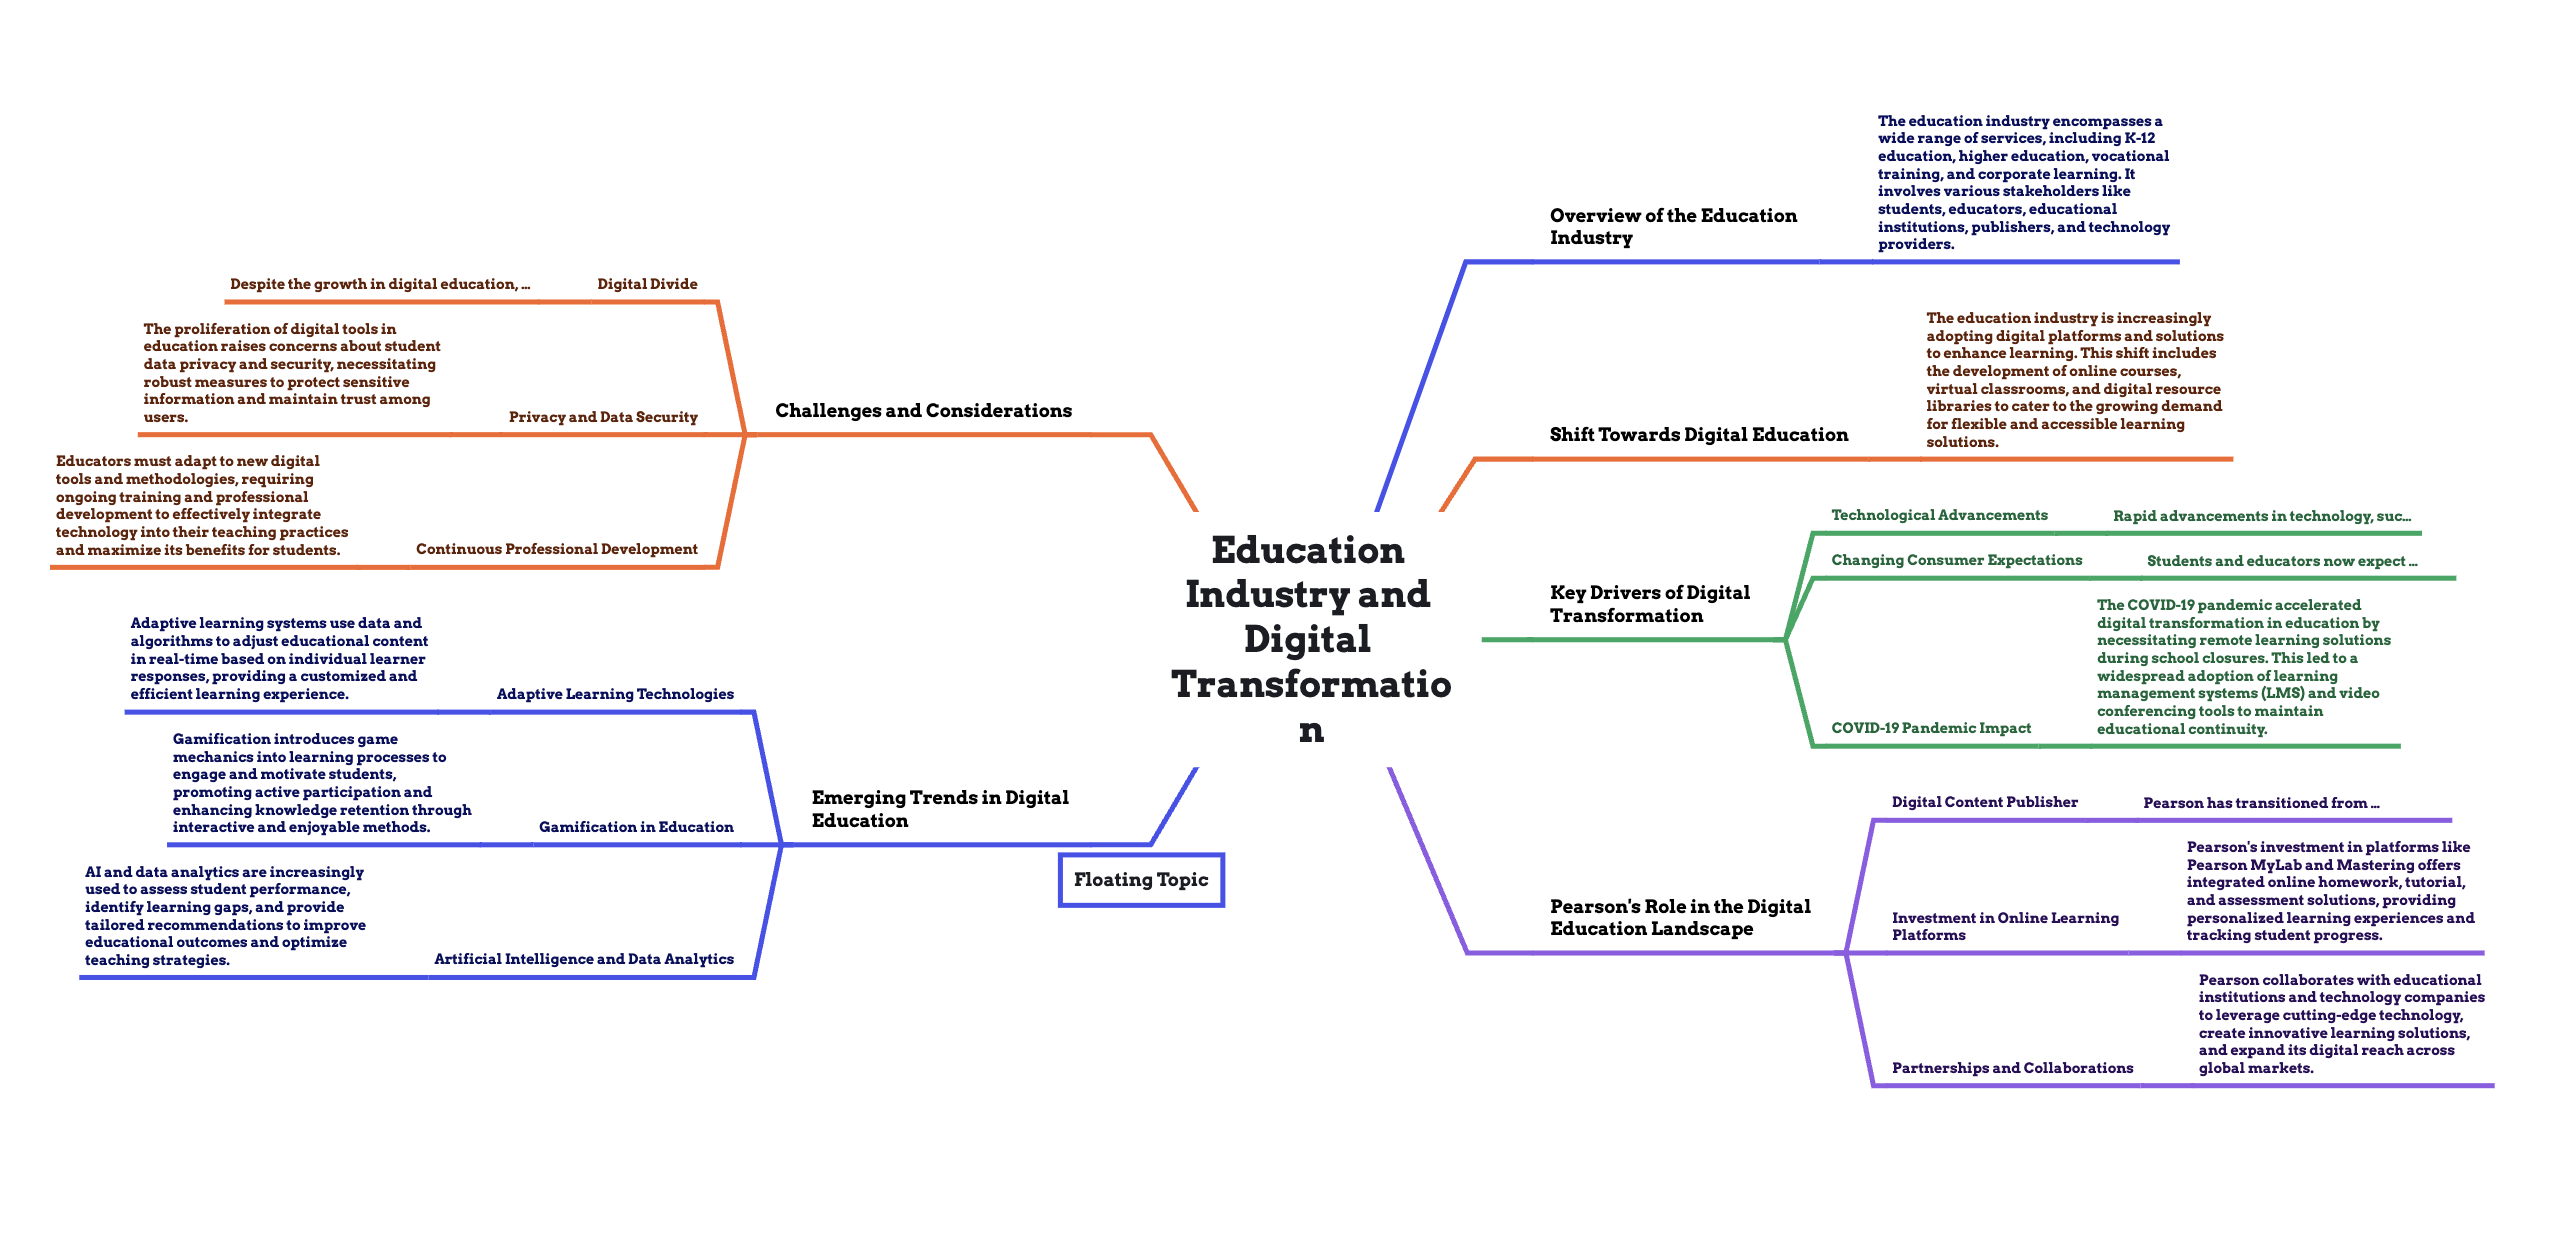 Education
Industry and
Digital
Transformatio
n
Overview of the Education
Industry
The education industry encompasses a
wide range of services, including K-12
education, higher education, vocational
training, and corporate learning. It
involves various stakeholders like
students, educators, educational
institutions, publishers, and technology
providers.
Shift Towards Digital Education
The education industry is increasingly
adopting digital platforms and solutions
to enhance learning. This shift includes
the development of online courses,
virtual classrooms, and digital resource
libraries to cater to the growing demand
for flexible and accessible learning
solutions.
Key Drivers of Digital
Transformation
Technological Advancements
Rapid advancements in technology, suc...
Changing Consumer Expectations
Students and educators now expect ...
COVID-19 Pandemic Impact
The COVID-19 pandemic accelerated
digital transformation in education by
necessitating remote learning solutions
during school closures. This led to a
widespread adoption of learning
management systems (LMS) and video
conferencing tools to maintain
educational continuity.
Pearson's Role in the Digital
Education Landscape
Digital Content Publisher
Pearson has transitioned from ...
Investment in Online Learning
Platforms
Pearson's investment in platforms like
Pearson MyLab and Mastering offers
integrated online homework, tutorial,
and assessment solutions, providing
personalized learning experiences and
tracking student progress.
Partnerships and Collaborations
Pearson collaborates with educational
institutions and technology companies
to leverage cutting-edge technology,
create innovative learning solutions,
and expand its digital reach across
global markets.
Challenges and Considerations
Digital Divide
Despite the growth in digital education, ...
Privacy and Data Security
The proliferation of digital tools in
education raises concerns about student
data privacy and security, necessitating
robust measures to protect sensitive
information and maintain trust among
users.
Continuous Professional Development
Educators must adapt to new digital
tools and methodologies, requiring
ongoing training and professional
development to effectively integrate
technology into their teaching practices
and maximize its benefits for students.
Emerging Trends in Digital
Education
Adaptive Learning Technologies
Adaptive learning systems use data and
algorithms to adjust educational content
in real-time based on individual learner
responses, providing a customized and
efficient learning experience.
Gamification in Education
Gamification introduces game
mechanics into learning processes to
engage and motivate students,
promoting active participation and
enhancing knowledge retention through
interactive and enjoyable methods.
Artificial Intelligence and Data Analytics
AI and data analytics are increasingly
used to assess student performance,
identify learning gaps, and provide
tailored recommendations to improve
educational outcomes and optimize
teaching strategies.
Floating Topic